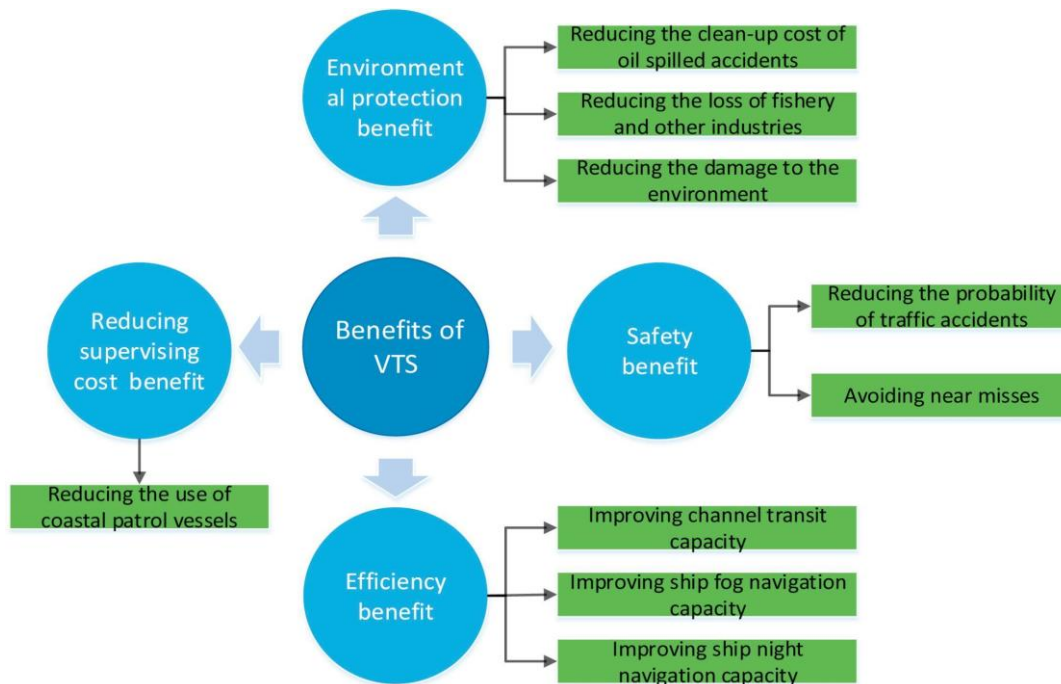 Environment
al protection
benefit
Reducing the clean-up cost of
oil spilled accidents
Reducing the loss of fishery
and other industries
Reducing the damage to the
environment
Reducing
supervising
cost benefit
Benefits of
VTS
Safety
benefit
Reducing the probability
of traffic accidents
Avoiding near misses
Reducing the use of
coastal patrol vessels
Efficiency
benefit
Improving channel transit
capacity
Improving ship fog navigation
capacity
Improving ship night
navigation capacity